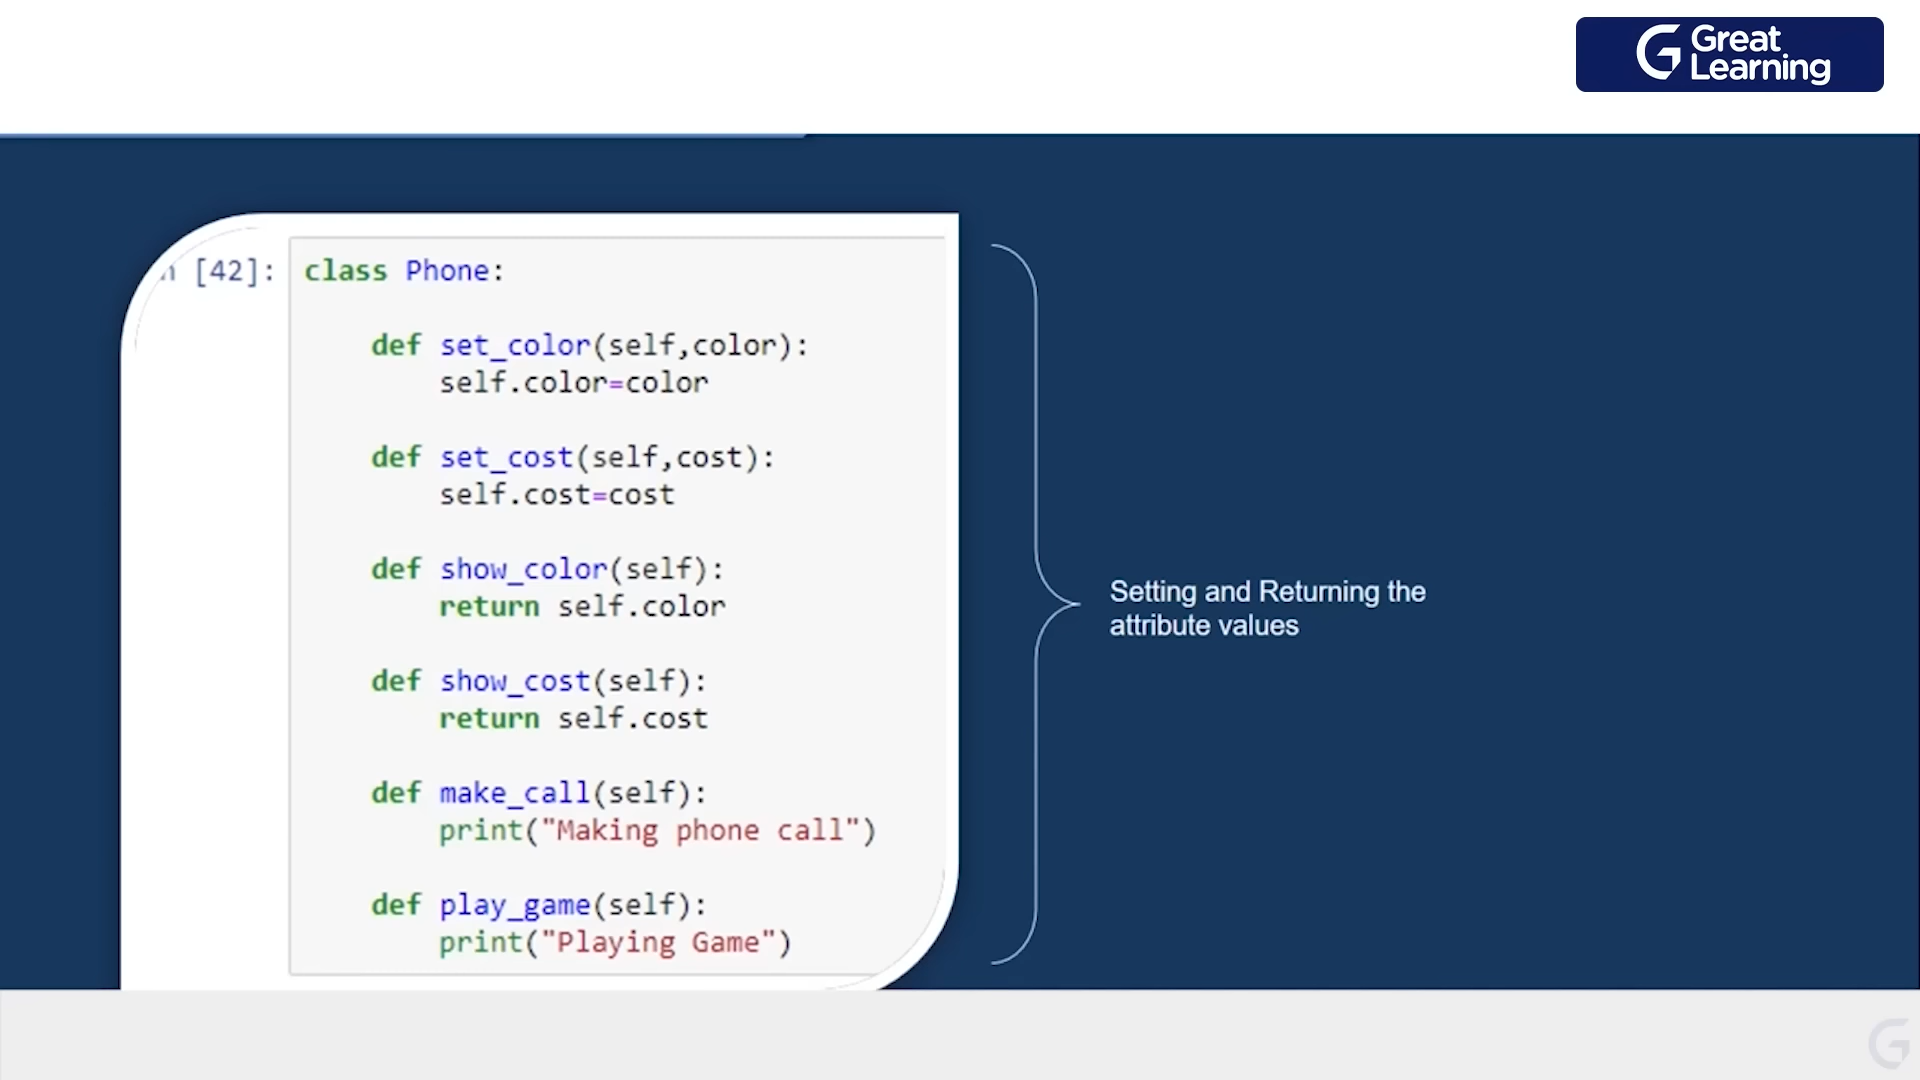 Great
Learning
[42]:
class Phone:
def set_color(self,color):
self.color=color
def set_cost(self,cost):
self.cost=cost
def show_color(self):
return self.color
def show_cost(self):
return self.cost
def make_call(self):
print("Making phone call")
def play_game(self):
print("Playing Game")
Setting and Returning the
attribute values